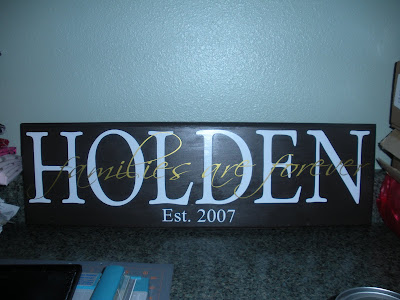 HOLDEN
families are forever
Est. 2007